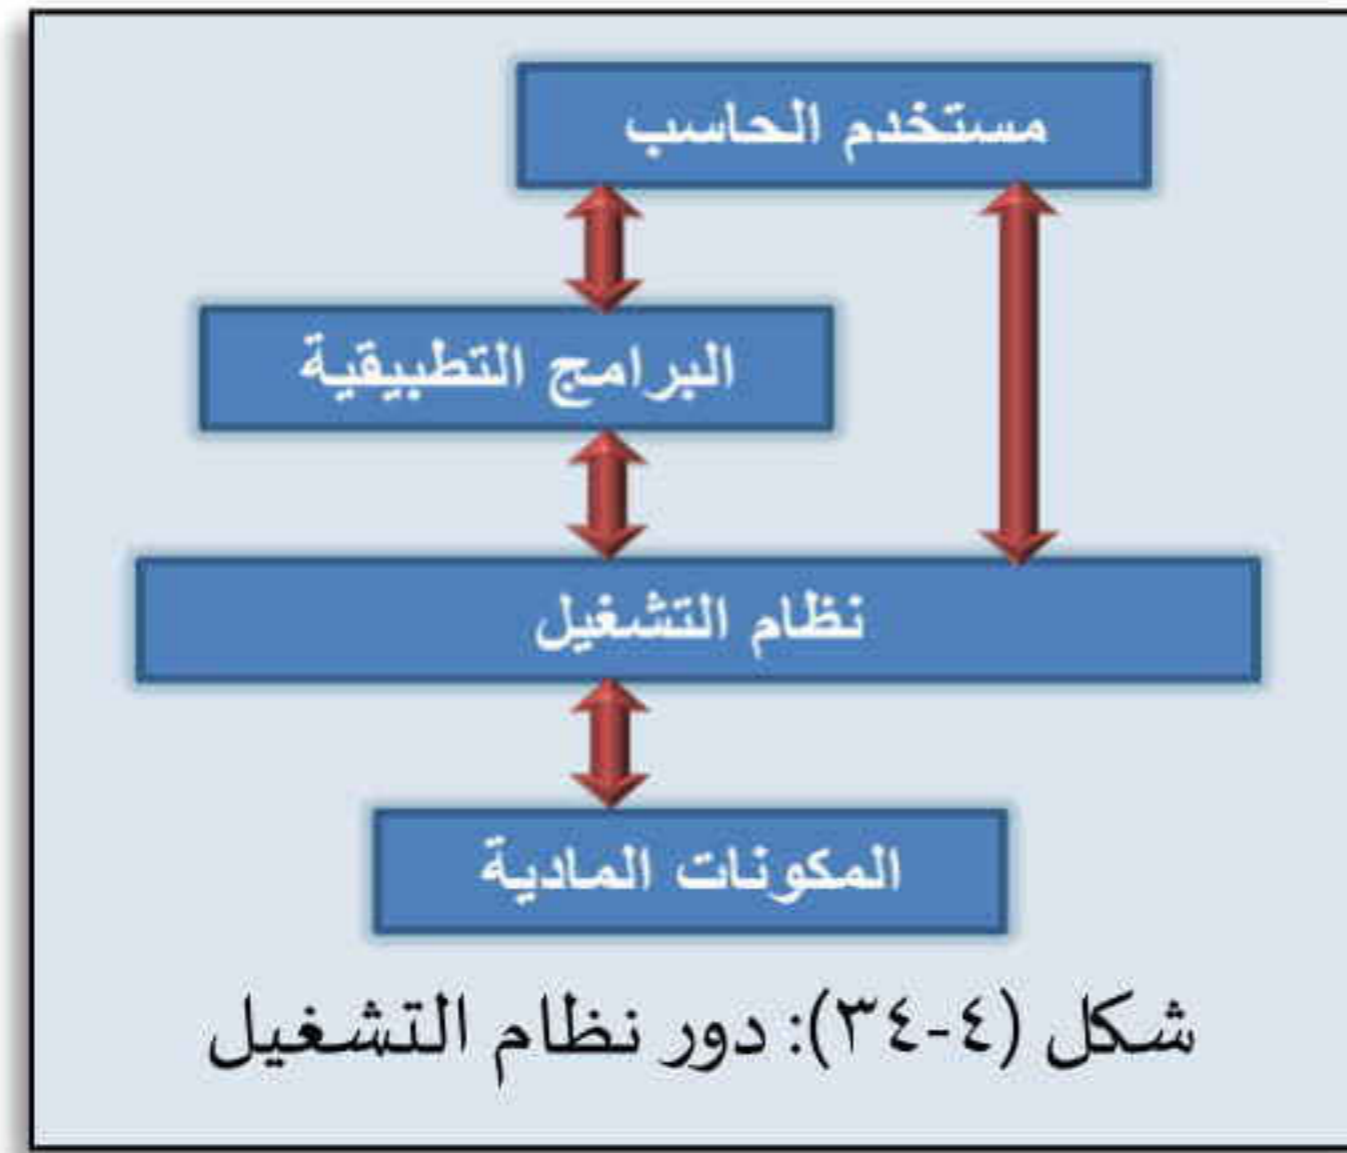 مستخدم الحاسب
البرامج التطبيقية
نظام التشغيل
المكونات المادية
شكل (٤-٣٤): دور نظام التشغيل